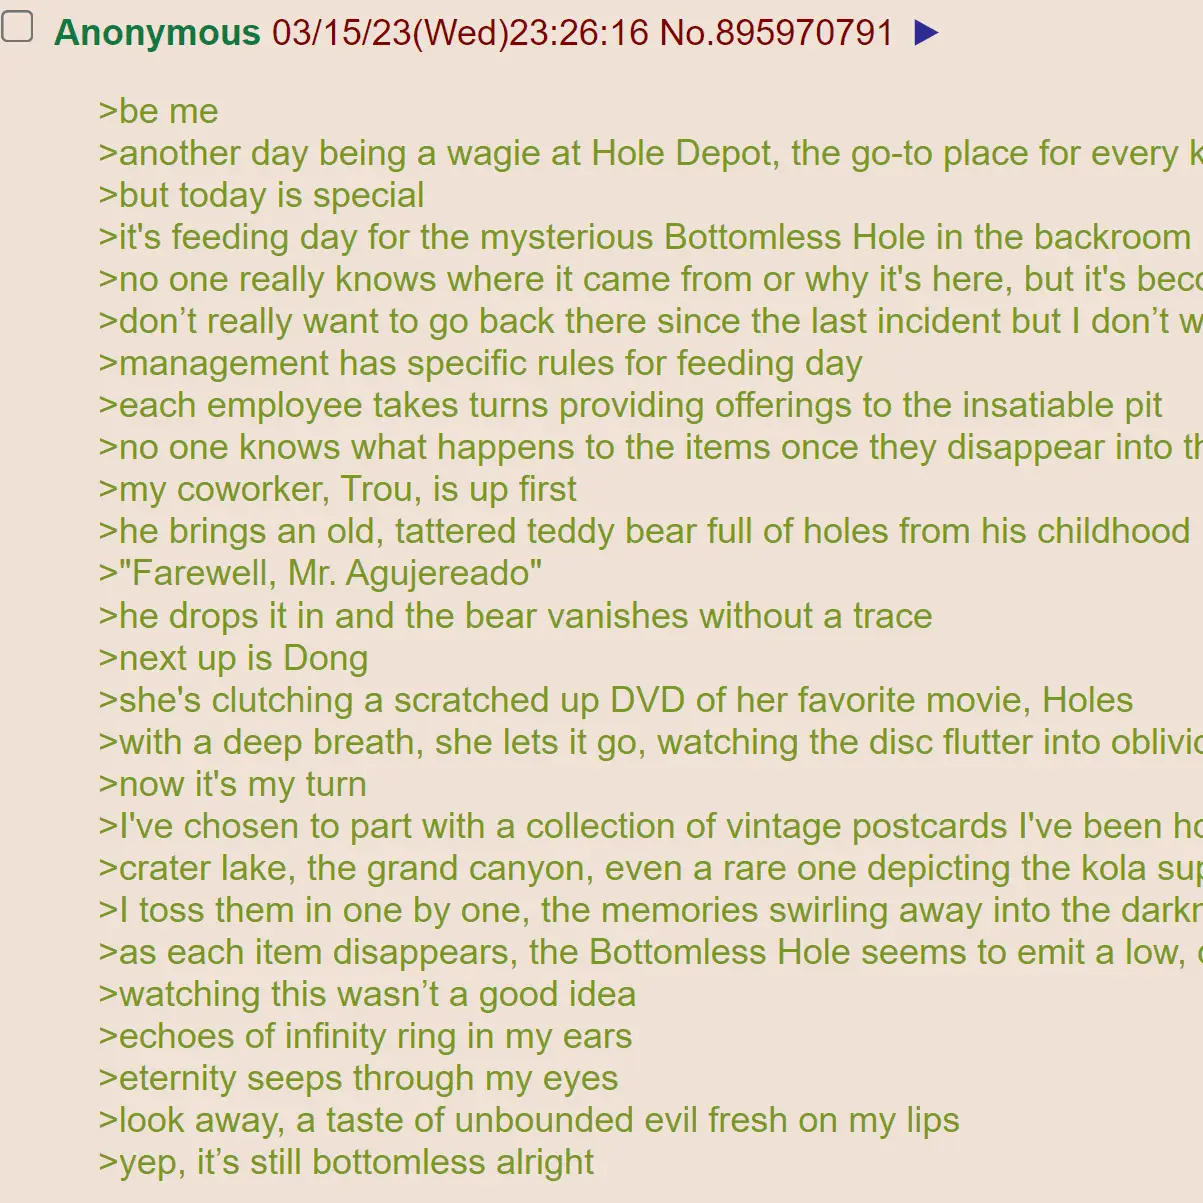 Anonymous 03/15/23(Wed)23:26:16 No.895970791 ▶
>be me
>another day being a wagie at Hole Depot, the go-to place for every
>but today is special
>it's feeding day for the mysterious Bottomless Hole in the backroom
>no one really knows where it came from or why it's here, but it's
>don’t really want to go back there since the last incident but I don’t
>management has specific rules for feeding day
>each employee takes turns providing offerings to the insatiable pit
>no one knows what happens to the items once they disappear into
>my coworker, Trou, is up first
>he brings an old, tattered teddy bear full of holes from his childhood
>"Farewell, Mr. Agujereado"
>he drops it in and the bear vanishes without a trace
>next up is Dong
>she's clutching a scratched up DVD of her favorite movie, Holes
>with a deep breath, she lets it go, watching the disc flutter into
>now it's my turn
>I've chosen to part with a collection of vintage postcards I've been
>crater lake, the grand canyon, even a rare one depicting the kola
>I toss them in one by one, the memories swirling away into the
>as each item disappears, the Bottomless Hole seems to emit a low,
>watching this wasn’t a good idea
>echoes of infinity ring in my ears
>eternity seeps through my eyes
>look away, a taste of unbounded evil fresh on my lips
>yep, it’s still bottomless alright